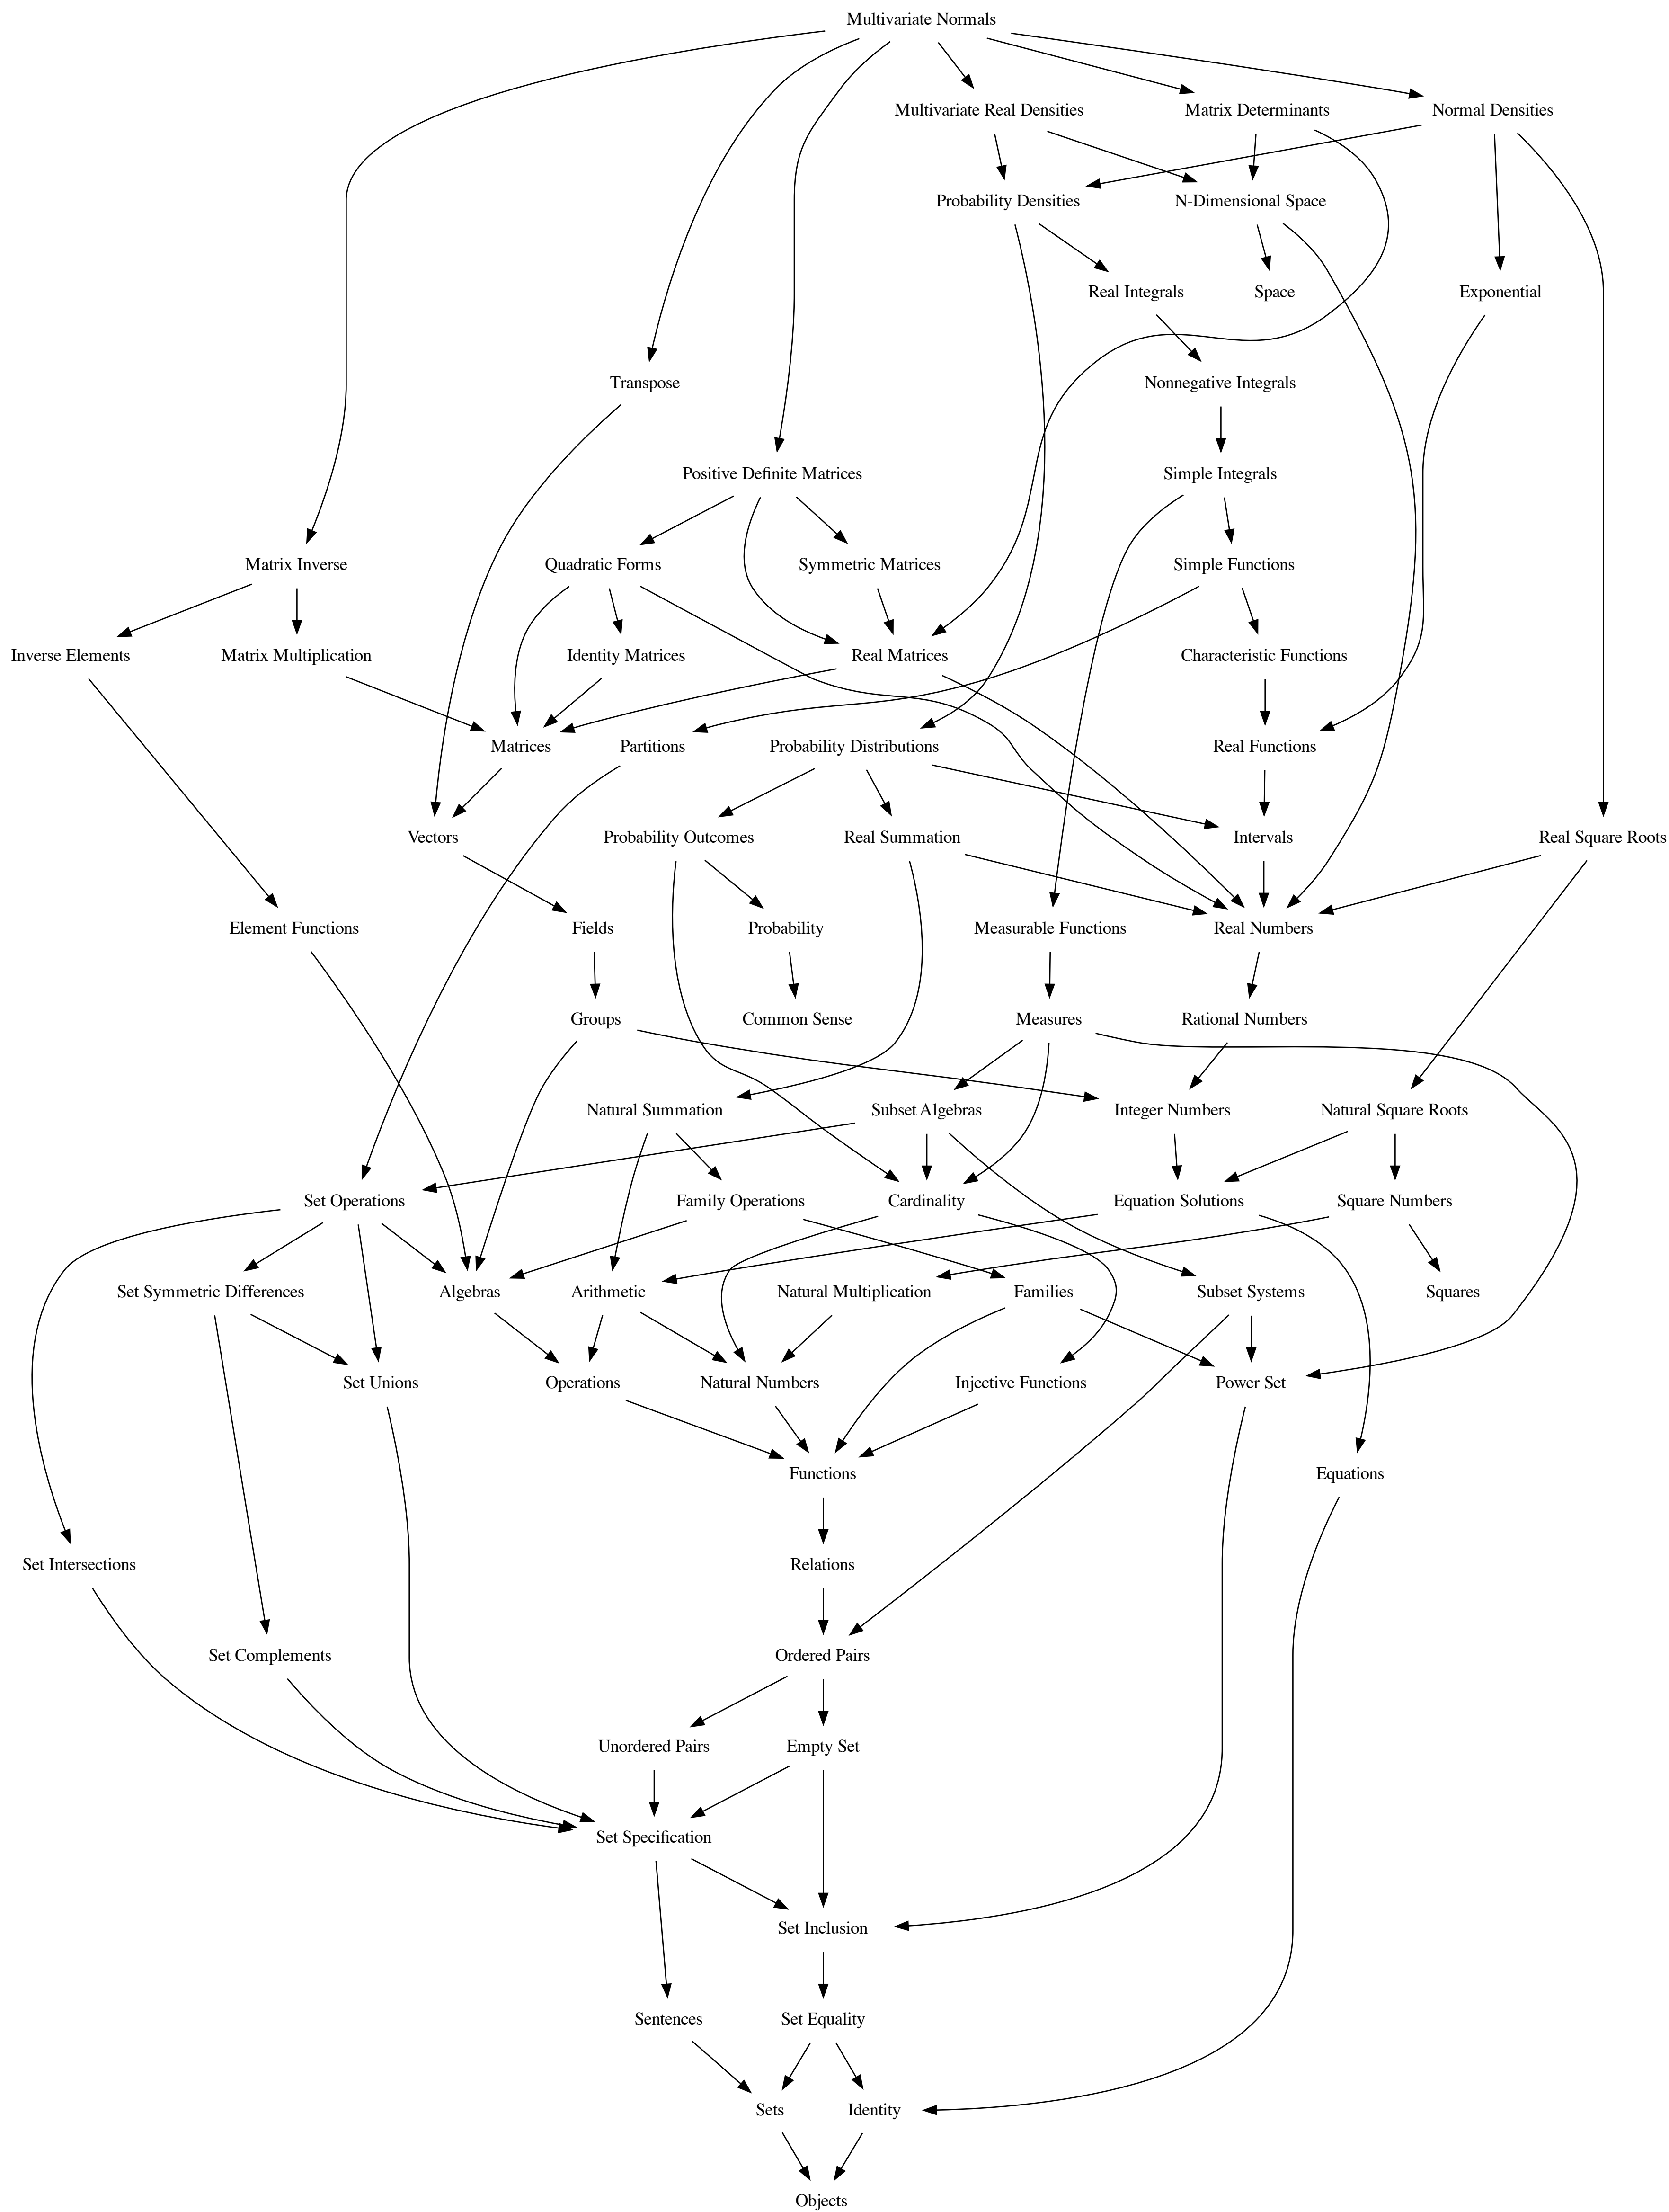 Multivariate Normals
Multivariate Real Densities
Matrix Determinants
Normal Densities
Probability Densities
N-Dimensional Space
Real Integrals
Space
Exponential
Transpose
Nonnegative Integrals
Positive Definite Matrices
Simple Integrals
Matrix Inverse
Quadratic Forms
Symmetric Matrices
Simple Functions
Inverse Elements
Matrix Multiplication
Identity Matrices
Real Matrices
Characteristic Functions
Matrices
Partitions
Probability Distributions
Real Functions
Vectors
Probability Outcomes
Real Summation
Intervals
Real Square Roots
Element Functions
Fields
Probability
Measurable Functions
Real Numbers
Groups
Common Sense
Measures
Rational Numbers
Natural Summation
Subset Algebras
Integer Numbers
Natural Square Roots
Set Operations
Family Operations
Cardinality
Equation Solutions
Square Numbers
Set Symmetric Differences
Algebras
Arithmetic
Natural Multiplication
Families
Subset Systems
Squares
Set Unions
Operations
Natural Numbers
Injective Functions
Power Set
Functions
Equations
Set Intersections
Relations
Set Complements
Ordered Pairs
Unordered Pairs
Empty Set
Set Specification
Set Inclusion
Sentences
Set Equality
Sets
Identity
Objects